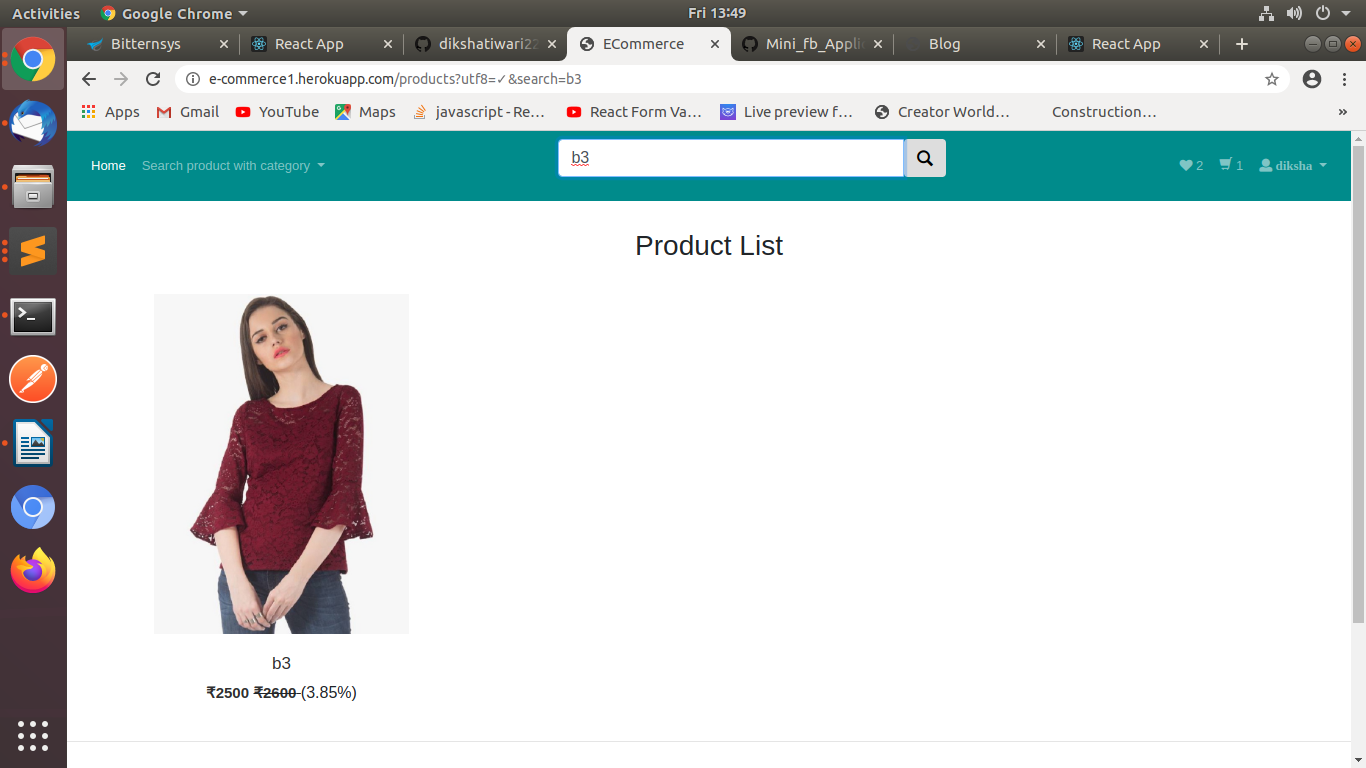 Activities Google Chrome Fri 13:49
Bitternsys React App dikshatiwari22 ECommerce Mini_fb_Appli Blog React App
e-commerce1.herokuapp.com/products?utf8=✓&search=b3
Apps Gmail YouTube Maps javascript - Re… React Form Va… Live preview f… Creator World… Construction… »
Home Search product with category b3 2 1 diksha
Product List
b3
₹2500 ₹2600 (3.85%)